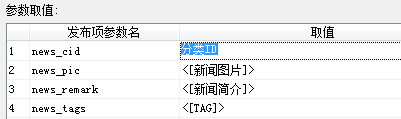 参数取值:
发布项参数名 取值
1 news_cid 分类ID
2 news_pic <[新闻图片]>
3 news_remark <[新闻简介]>
4 news_tags <[TAG]>